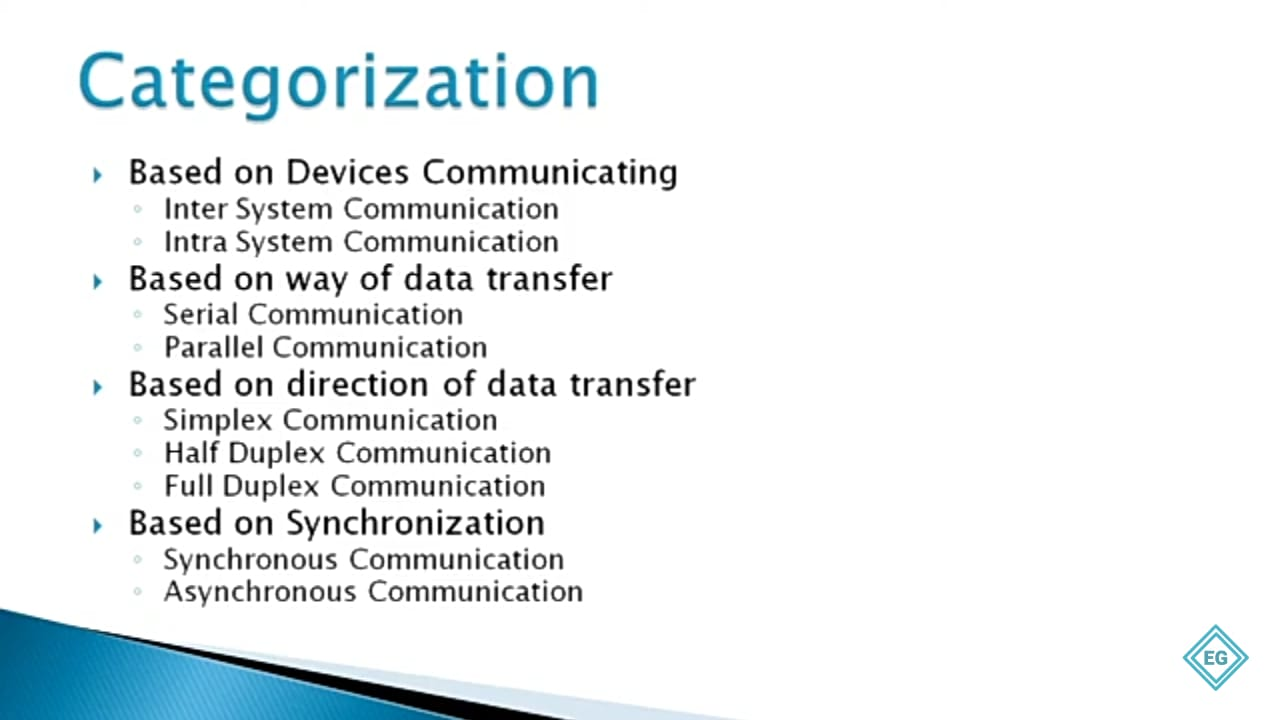 Categorization
Based on Devices Communicating
Inter System Communication
Intra System Communication
Based on way of data transfer
Serial Communication
Parallel Communication
Based on direction of data transfer
Simplex Communication
Half Duplex Communication
Full Duplex Communication
Based on Synchronization
Synchronous Communication
Asynchronous Communication
EG